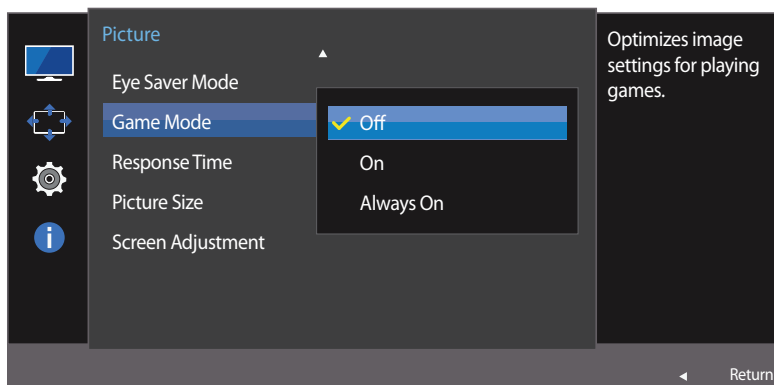 Picture
Eye Saver Mode
Game Mode
Response Time
Picture Size
Screen Adjustment
Off
On
Always On
Optimizes image
settings for playing
games.
Return